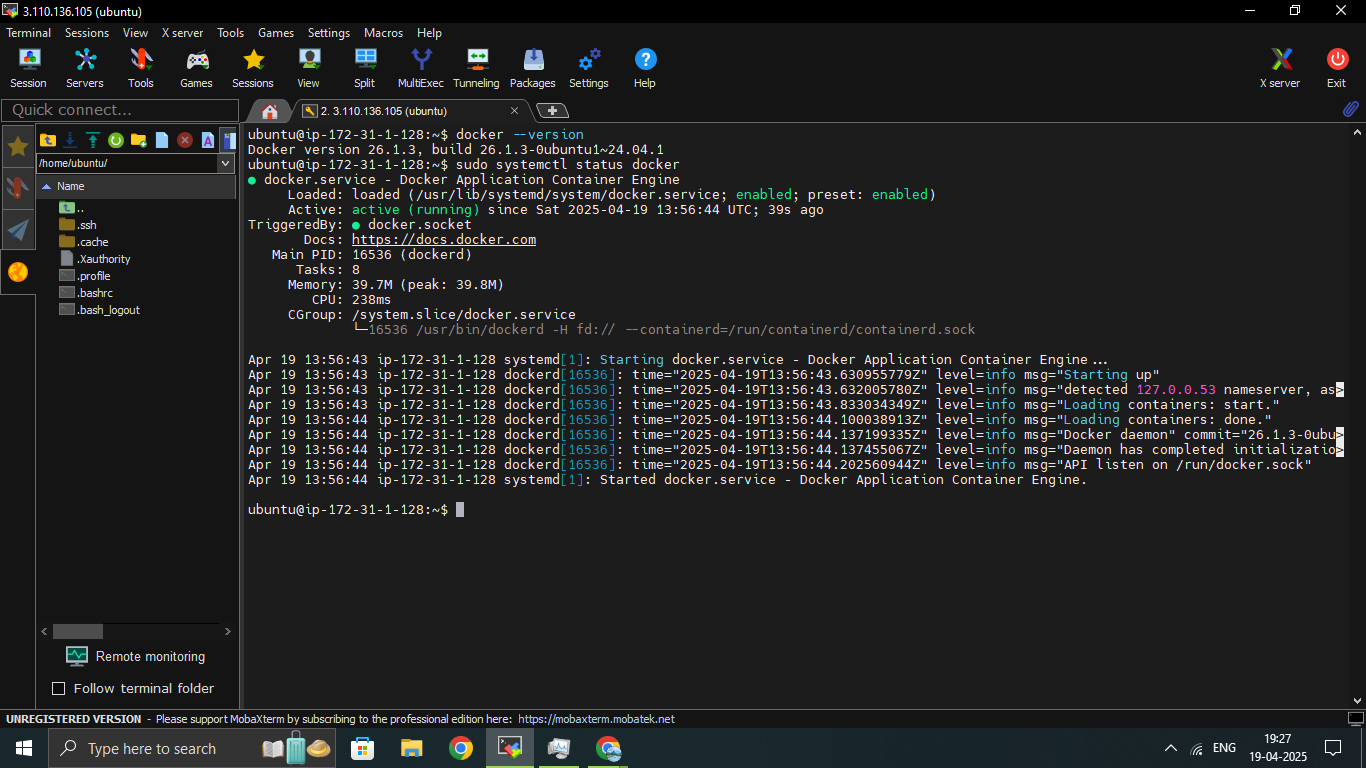 3.110.136.105 (ubuntu)
Terminal Sessions View X server Tools Games Settings Macros Help
Session Servers Tools Games Sessions View Split MultiExec Tunneling Packages Settings Help X server Exit
Quick connect...
2. 3.110.136.105 (ubuntu)
/home/ubuntu/
Name
..
.ssh
.cache
.Xauthority
.profile
.bashrc
.bash_logout
Remote monitoring
Follow terminal folder
ubuntu@ip-172-31-1-128:~$ docker --version
Docker version 26.1.3, build 26.1.3-0ubuntu1~24.04.1
ubuntu@ip-172-31-1-128:~$ sudo systemctl status docker
● docker.service - Docker Application Container Engine
Loaded: loaded (/usr/lib/systemd/system/docker.service; enabled; preset: enabled)
Active: active (running) since Sat 2025-04-19 13:56:44 UTC; 39s ago
TriggeredBy: ● docker.socket
Docs: https://docs.docker.com
Main PID: 16536 (dockerd)
Tasks: 8
Memory: 39.7M (peak: 39.8M)
CPU: 238ms
CGroup: /system.slice/docker.service
└─16536 /usr/bin/dockerd -H fd:// --containerd=/run/containerd/containerd.sock
Apr 19 13:56:43 ip-172-31-1-128 systemd[1]: Starting docker.service - Docker Application Container Engine...
Apr 19 13:56:43 ip-172-31-1-128 dockerd[16536]: time="2025-04-19T13:56:43.630955779Z" level=info msg="Starting up"
Apr 19 13:56:43 ip-172-31-1-128 dockerd[16536]: time="2025-04-19T13:56:43.632005780Z" level=info msg="detected 127.0.0.53 nameserver, as>
Apr 19 13:56:43 ip-172-31-1-128 dockerd[16536]: time="2025-04-19T13:56:43.833034349Z" level=info msg="Loading containers: start."
Apr 19 13:56:44 ip-172-31-1-128 dockerd[16536]: time="2025-04-19T13:56:44.100038913Z" level=info msg="Loading containers: done."
Apr 19 13:56:44 ip-172-31-1-128 dockerd[16536]: time="2025-04-19T13:56:44.137199335Z" level=info msg="Docker daemon" commit="26.1.3-0ubu>
Apr 19 13:56:44 ip-172-31-1-128 dockerd[16536]: time="2025-04-19T13:56:44.137455067Z" level=info msg="Daemon has completed initializatio>
Apr 19 13:56:44 ip-172-31-1-128 dockerd[16536]: time="2025-04-19T13:56:44.202560944Z" level=info msg="API listen on /run/docker.sock"
Apr 19 13:56:44 ip-172-31-1-128 systemd[1]: Started docker.service - Docker Application Container Engine.
ubuntu@ip-172-31-1-128:~$
UNREGISTERED VERSION - Please support MobaXterm by subscribing to the professional edition here: https://mobaxterm.mobatek.net
Type here to search
ENG
19:27
19-04-2025